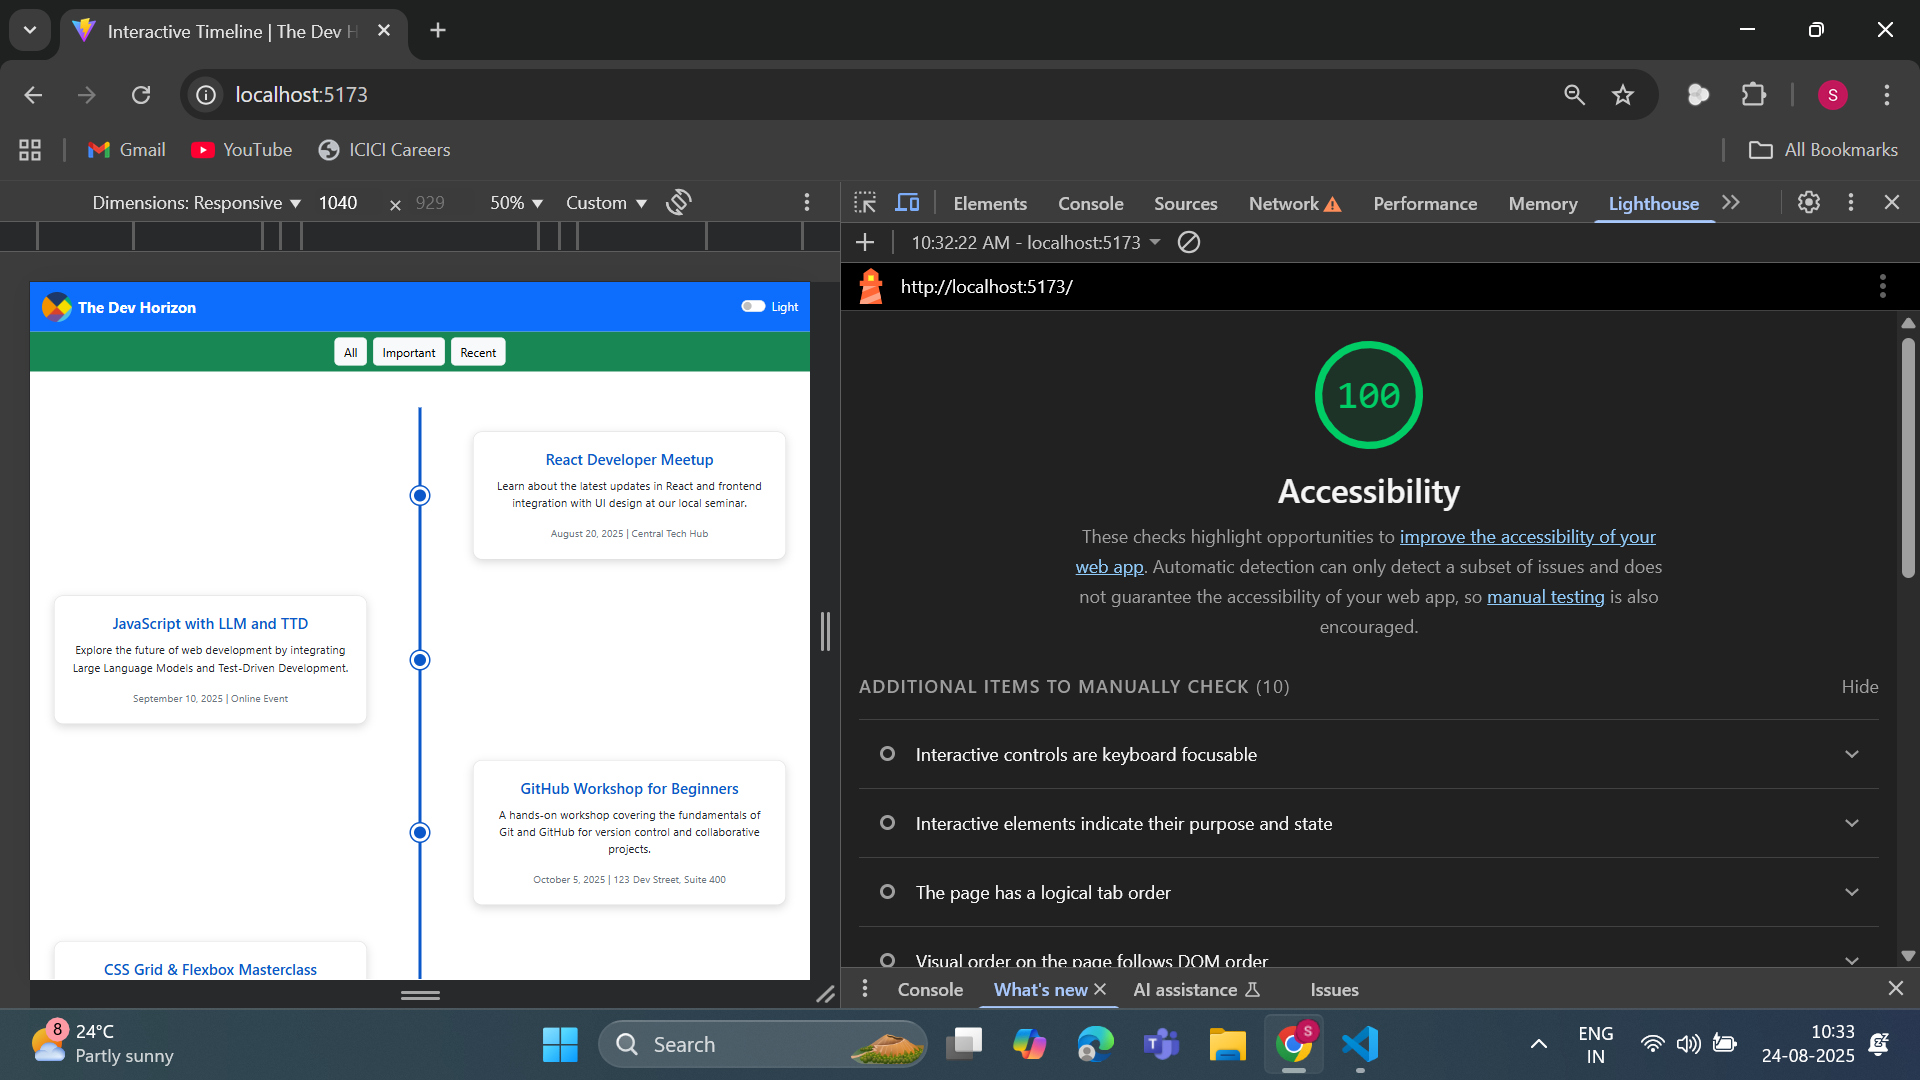 Interactive Timeline | The Dev H
localhost:5173
S
Gmail
YouTube
ICICI Careers
All Bookmarks
Dimensions: Responsive
1040
×
929
50%
Custom
Elements
Console
Sources
Network
Performance
Memory
Lighthouse
10:32:22 AM - localhost:5173
http://localhost:5173/
The Dev Horizon
Light
All
Important
Recent
React Developer Meetup
Learn about the latest updates in React and frontend
integration with UI design at our local seminar.
August 20, 2025 | Central Tech Hub
JavaScript with LLM and TTD
Explore the future of web development by integrating
Large Language Models and Test-Driven Development.
September 10, 2025 | Online Event
GitHub Workshop for Beginners
A hands-on workshop covering the fundamentals of
Git and GitHub for version control and collaborative
projects.
October 5, 2025 | 123 Dev Street, Suite 400
CSS Grid & Flexbox Masterclass
100
Accessibility
These checks highlight opportunities to improve the accessibility of your
web app. Automatic detection can only detect a subset of issues and does
not guarantee the accessibility of your web app, so manual testing is also
encouraged.
ADDITIONAL ITEMS TO MANUALLY CHECK (10)
Hide
Interactive controls are keyboard focusable
Interactive elements indicate their purpose and state
The page has a logical tab order
Visual order on the page follows DOM order
Console
What's new
AI assistance
Issues
8
24°C
Partly sunny
Search
S
ENG
IN
10:33
24-08-2025